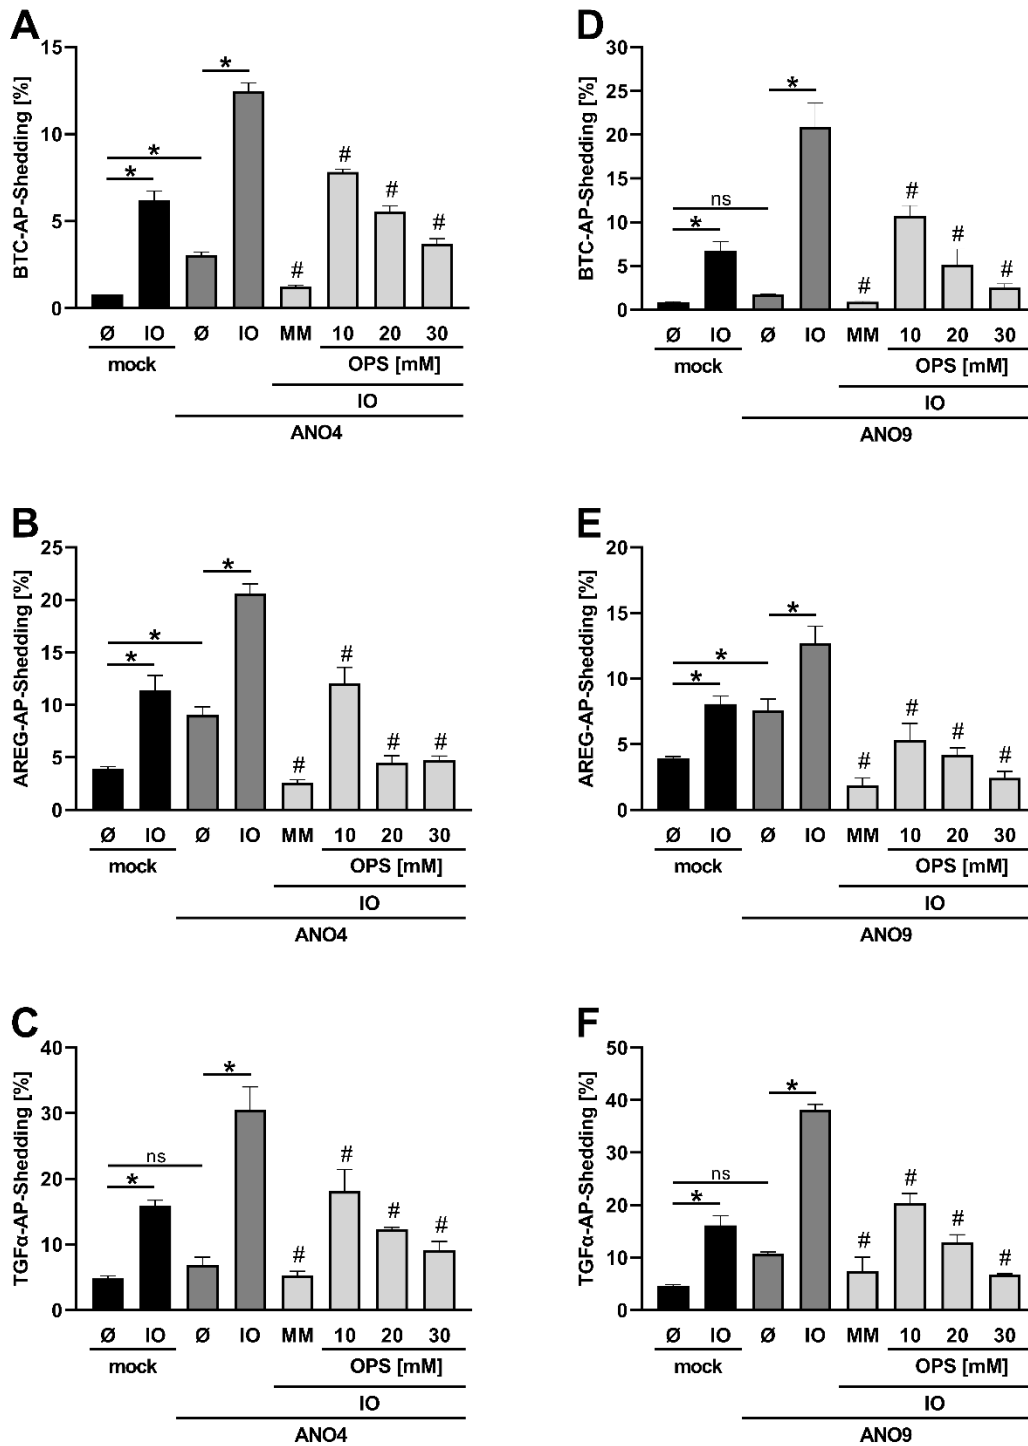 A
BTC-AP-Shedding [%]
15
10
5
0
*
*
*
#
#
#
#
Ø IO Ø IO MM 10 20 30
mock OPS [mM]
IO
ANO4
D
BTC-AP-Shedding [%]
30
25
20
15
10
5
0
*
ns
*
#
#
#
#
Ø IO Ø IO MM 10 20 30
mock OPS [mM]
IO
ANO9
B
AREG-AP-Shedding [%]
25
20
15
10
5
0
*
*
*
#
#
#
#
Ø IO Ø IO MM 10 20 30
mock OPS [mM]
IO
ANO4
E
AREG-AP-Shedding [%]
20
15
10
5
0
*
*
*
#
#
#
#
Ø IO Ø IO MM 10 20 30
mock OPS [mM]
IO
ANO9
C
TGFα-AP-Shedding [%]
40
30
20
10
0
*
ns
*
#
#
#
#
Ø IO Ø IO MM 10 20 30
mock OPS [mM]
IO
ANO4
F
TGFα-AP-Shedding [%]
50
40
30
20
10
0
*
ns
*
#
#
#
#
Ø IO Ø IO MM 10 20 30
mock OPS [mM]
IO
ANO9